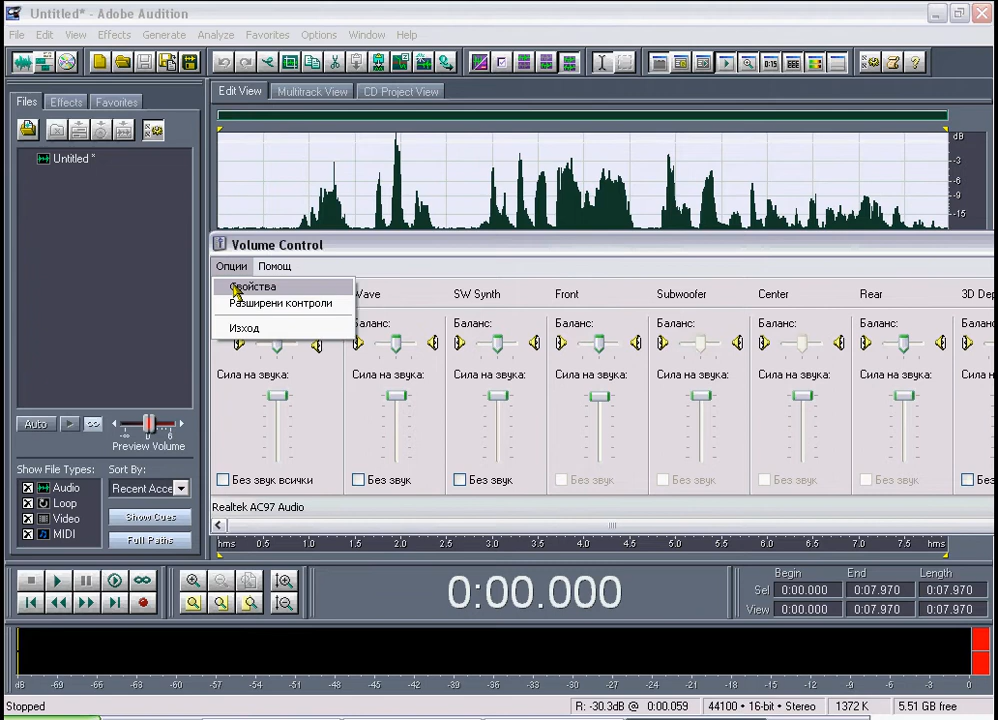 Untitled* - Adobe Audition
File Edit View Effects Generate Analyze Favorites Options Window Help
Files Effects Favorites
Edit View Multitrack View CD Project View
Untitled *
dB
-3
-6
-9
-15
Volume Control
Опции Помощ
Свойства
Разширени контроли
Изход
Wave SW Synth Front Subwoofer Center Rear 3D Dep
Баланс: Баланс: Баланс: Баланс: Баланс: Баланс: Бала
Сила на звука: Сила на звука: Сила на звука: Сила на звука: Сила на звука: Сила на звука: Сила на звука: Сила
Без звук всички Без звук Без звук Без звук Без звук Без звук Без звук Без
Realtek AC97 Audio
Auto
-∞ 0 6
Preview Volume
Show File Types: Sort By:
Audio Recent Acce
Loop
Video Show Cues
MIDI Full Paths
hms 0.5 1.0 1.5 2.0 2.5 3.0 3.5 4.0 4.5 5.0 5.5 6.0 6.5 7.0 7.5 hms
0:00.000
Begin End Length
Sel 0:00.000 0:07.970 0:07.970
View 0:00.000 0:07.970 0:07.970
dB -69 -66 -63 -60 -57 -54 -51 -48 -45 -42 -39 -36 -33 -30 -27 -24 -21 -18 -15 -12 -9 -6 -3 0
Stopped R: -30.3dB @ 0:00.059 44100 • 16-bit • Stereo 1372 K 5.51 GB free